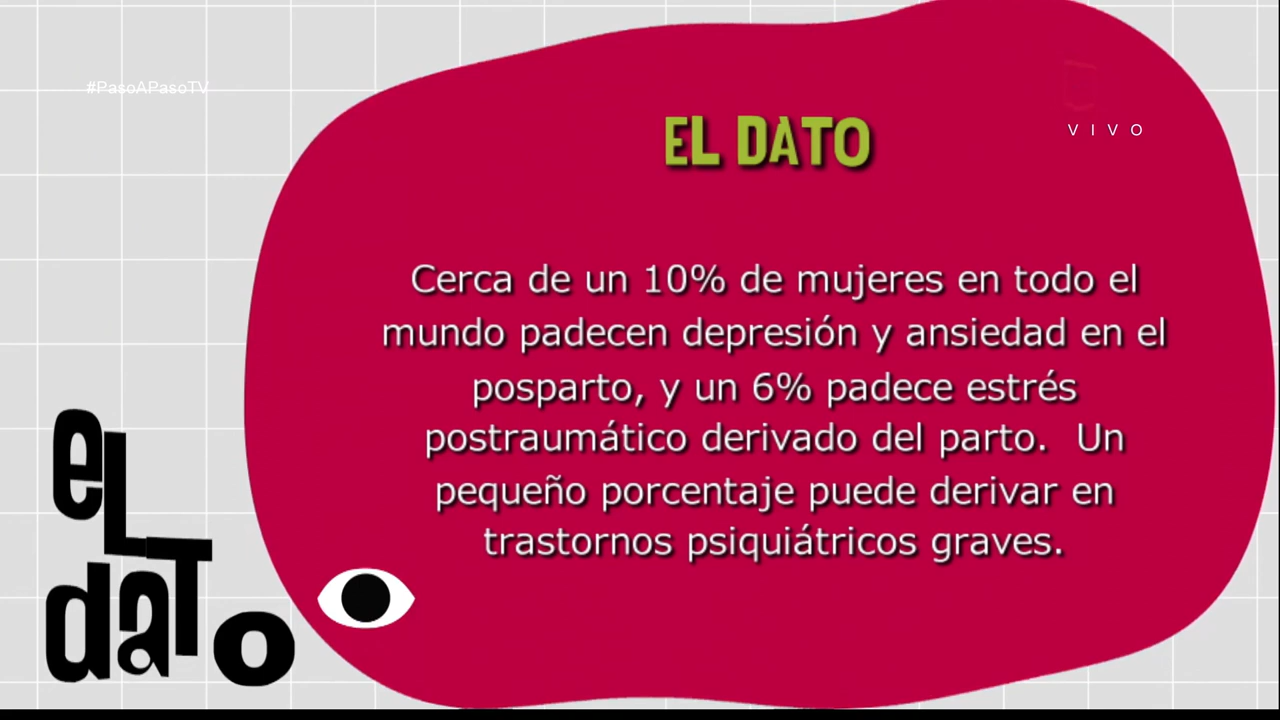 #PasoAPasoTV
VIVO
EL DATO
Cerca de un 10% de mujeres en todo el
mundo padecen depresión y ansiedad en el
posparto, y un 6% padece estrés
postraumático derivado del parto. Un
pequeño porcentaje puede derivar en
trastornos psiquiátricos graves.
eL
daTo